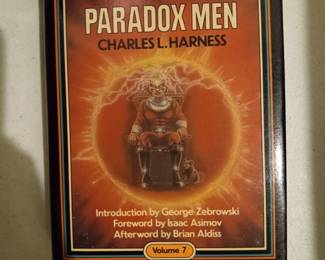 PARADOX MEN
CHARLES L. HARNESS
Introduction by George Zebrowski
Foreword by Isaac Asimov
Afterword by Brian Aldiss
Volume 7